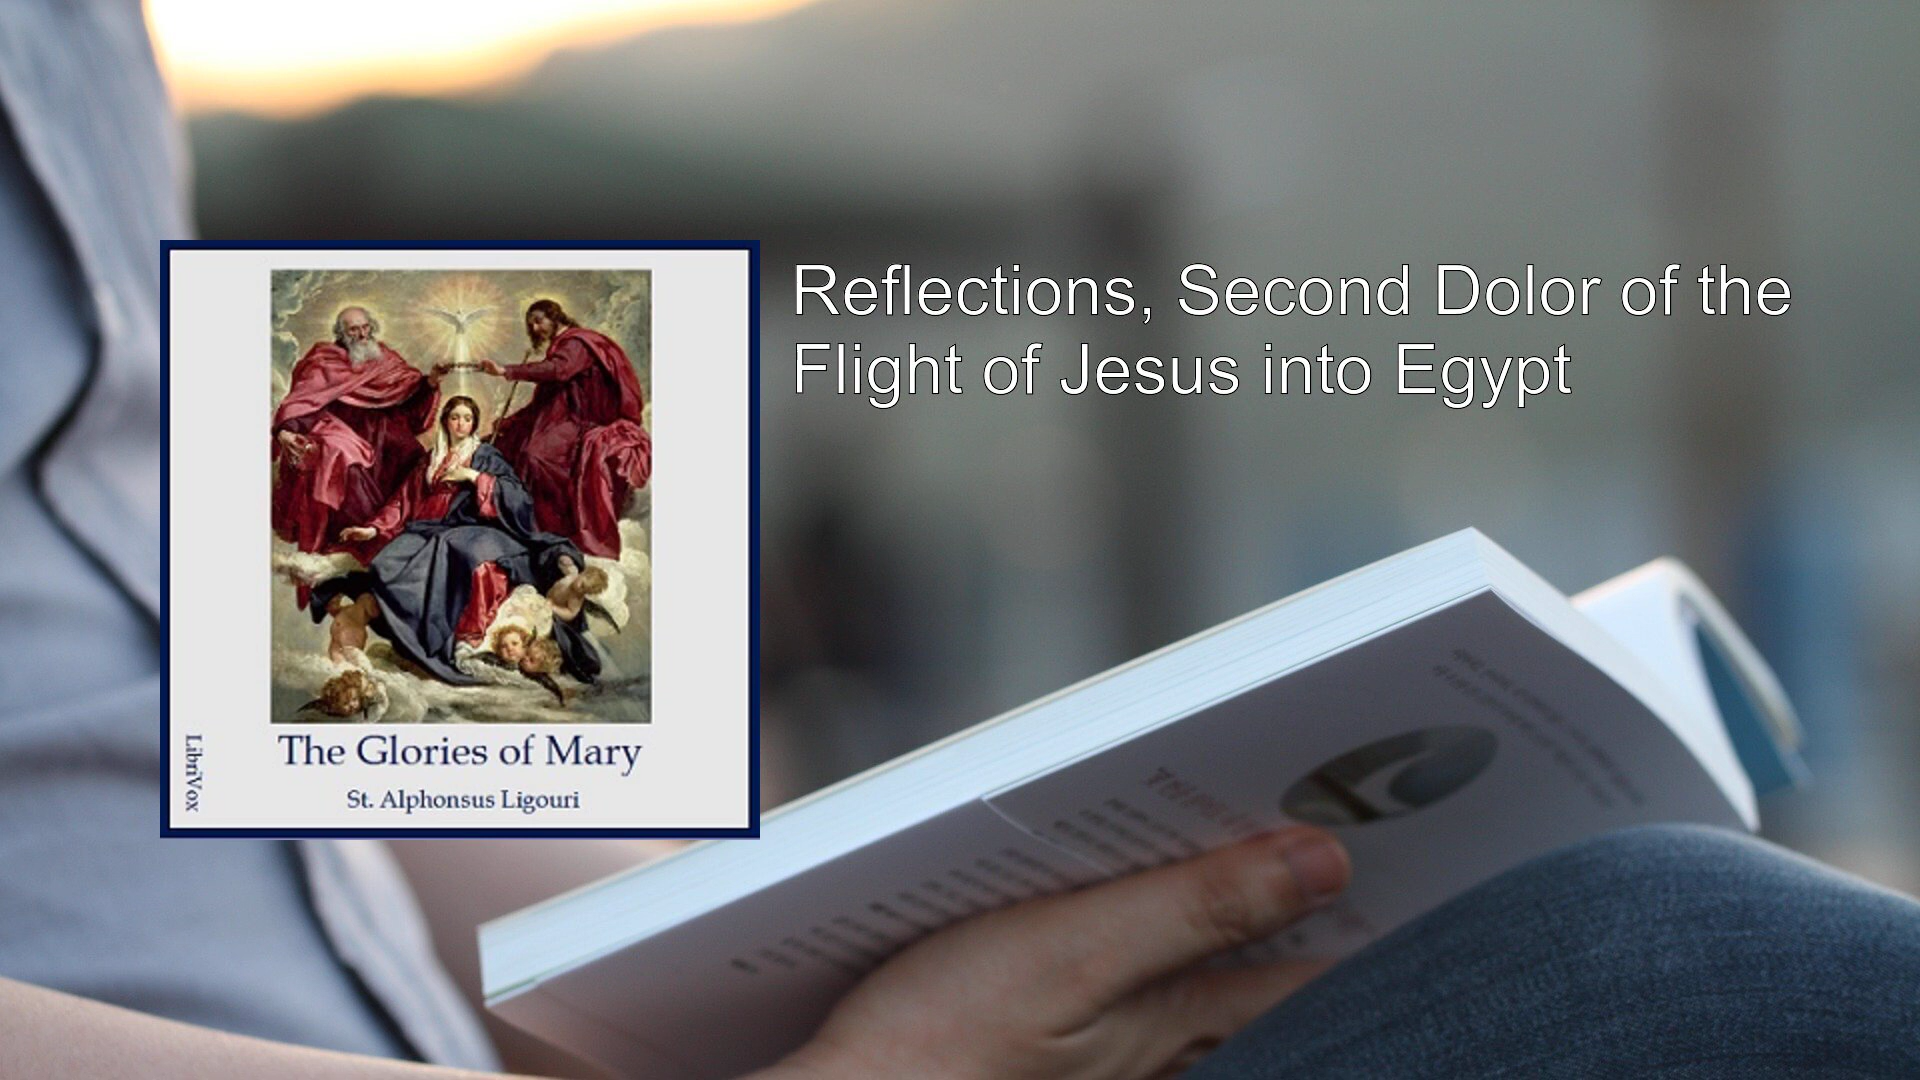 Reflections, Second Dolor of the
Flight of Jesus into Egypt
The Glories of Mary
St. Alphonsus Ligouri
LibriVox